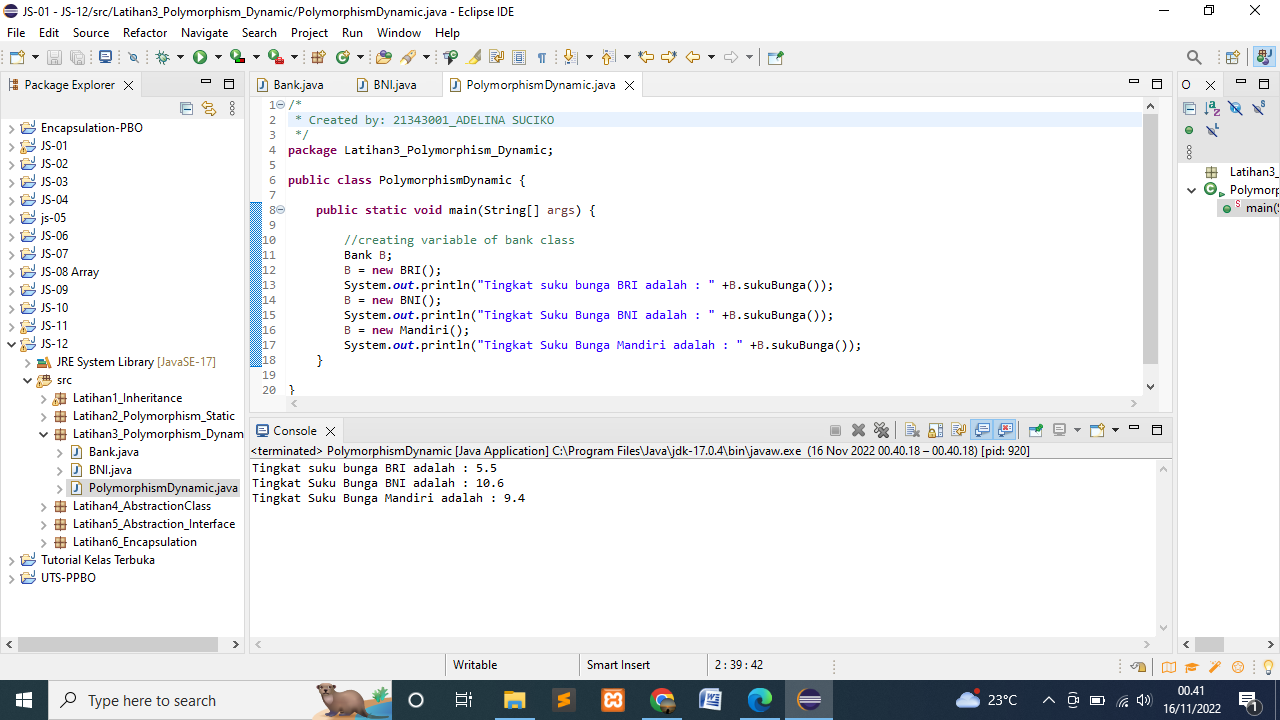 JS-01 - JS-12/src/Latihan3_Polymorphism_Dynamic/PolymorphismDynamic.java - Eclipse IDE
File Edit Source Refactor Navigate Search Project Run Window Help
Package Explorer
Encapsulation-PBO
JS-01
JS-02
JS-03
JS-04
js-05
JS-06
JS-07
JS-08 Array
JS-09
JS-10
JS-11
JS-12
JRE System Library [JavaSE-17]
src
Latihan1_Inheritance
Latihan2_Polymorphism_Static
Latihan3_Polymorphism_Dynam
Bank.java
BNI.java
PolymorphismDynamic.java
Latihan4_AbstractionClass
Latihan5_Abstraction_Interface
Latihan6_Encapsulation
Tutorial Kelas Terbuka
UTS-PPBO
Bank.java BNI.java PolymorphismDynamic.java
1 /*
2 * Created by: 21343001_ADELINA SUCIKO
3 */
4 package Latihan3_Polymorphism_Dynamic;
5
6 public class PolymorphismDynamic {
7
8 public static void main(String[] args) {
9
10 //creating variable of bank class
11 Bank B;
12 B = new BRI();
13 System.out.println("Tingkat suku bunga BRI adalah : " +B.sukuBunga());
14 B = new BNI();
15 System.out.println("Tingkat Suku Bunga BNI adalah : " +B.sukuBunga());
16 B = new Mandiri();
17 System.out.println("Tingkat Suku Bunga Mandiri adalah : " +B.sukuBunga());
18 }
19
20 }
O
Latihan3_
Polymorp
main(S
Console
<terminated> PolymorphismDynamic [Java Application] C:\Program Files\Java\jdk-17.0.4\bin\javaw.exe (16 Nov 2022 00.40.18 – 00.40.18) [pid: 920]
Tingkat suku bunga BRI adalah : 5.5
Tingkat Suku Bunga BNI adalah : 10.6
Tingkat Suku Bunga Mandiri adalah : 9.4
Writable Smart Insert 2 : 39 : 42
Type here to search
23°C
00.41
16/11/2022
1